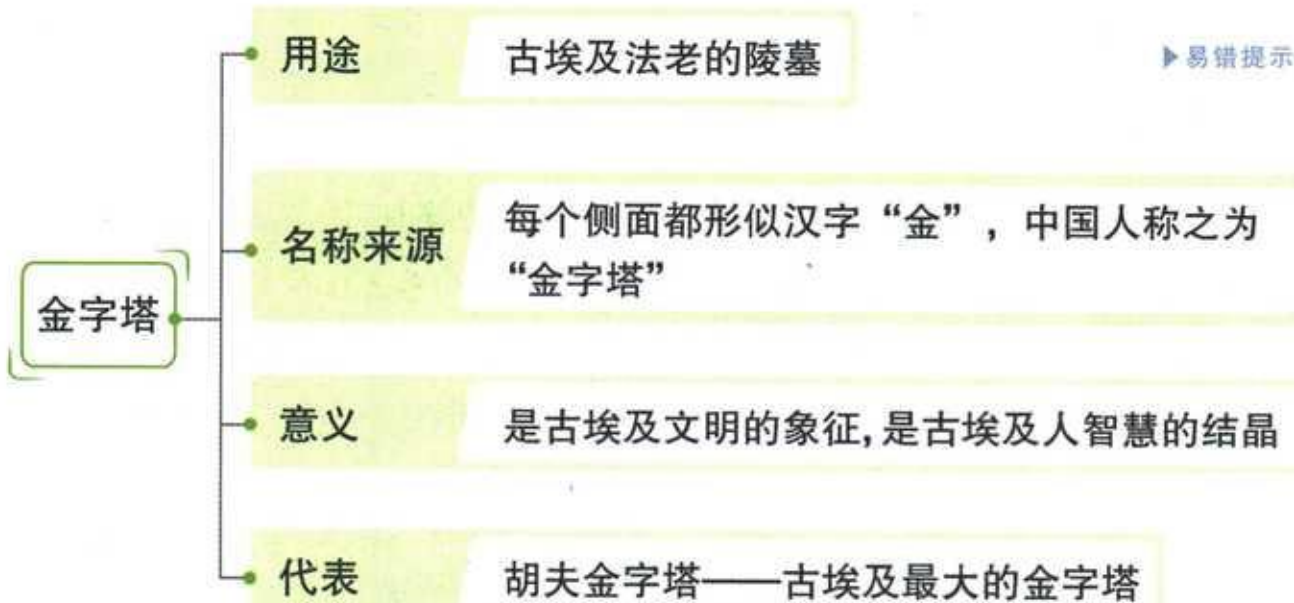 用途
古埃及法老的陵墓
▶易错提示
名称来源
每个侧面都形似汉字“金”，中国人称之为
“金字塔”
金字塔
意义
是古埃及文明的象征,是古埃及人智慧的结晶
代表
胡夫金字塔——古埃及最大的金字塔